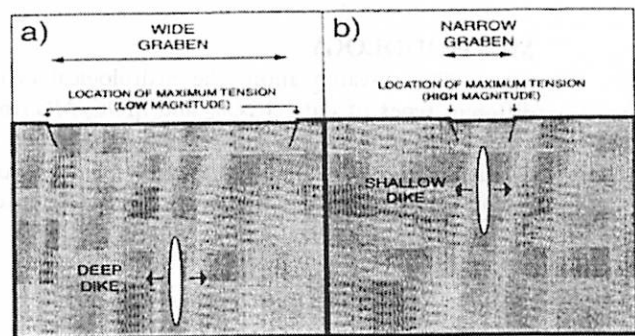 a)
WIDE
GRABEN
LOCATION OF MAXIMUM TENSION
(LOW MAGNITUDE)
DEEP
DIKE
b)
NARROW
GRABEN
LOCATION OF MAXIMUM TENSION
(HIGH MAGNITUDE)
SHALLOW
DIKE